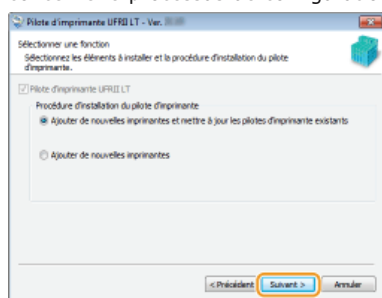 Pilote d'imprimante UFRII LT - Ver.
Sélectionner une fonction
Sélectionnez les éléments à installer et la procédure d'installation du pilote
d'imprimante.
Pilote d'imprimante UFRII LT
Procédure d'installation du pilote d'imprimante
Ajouter de nouvelles imprimantes et mettre à jour les pilotes d'imprimante existants
Ajouter de nouvelles imprimantes
< Précédent
Suivant >
Annuler